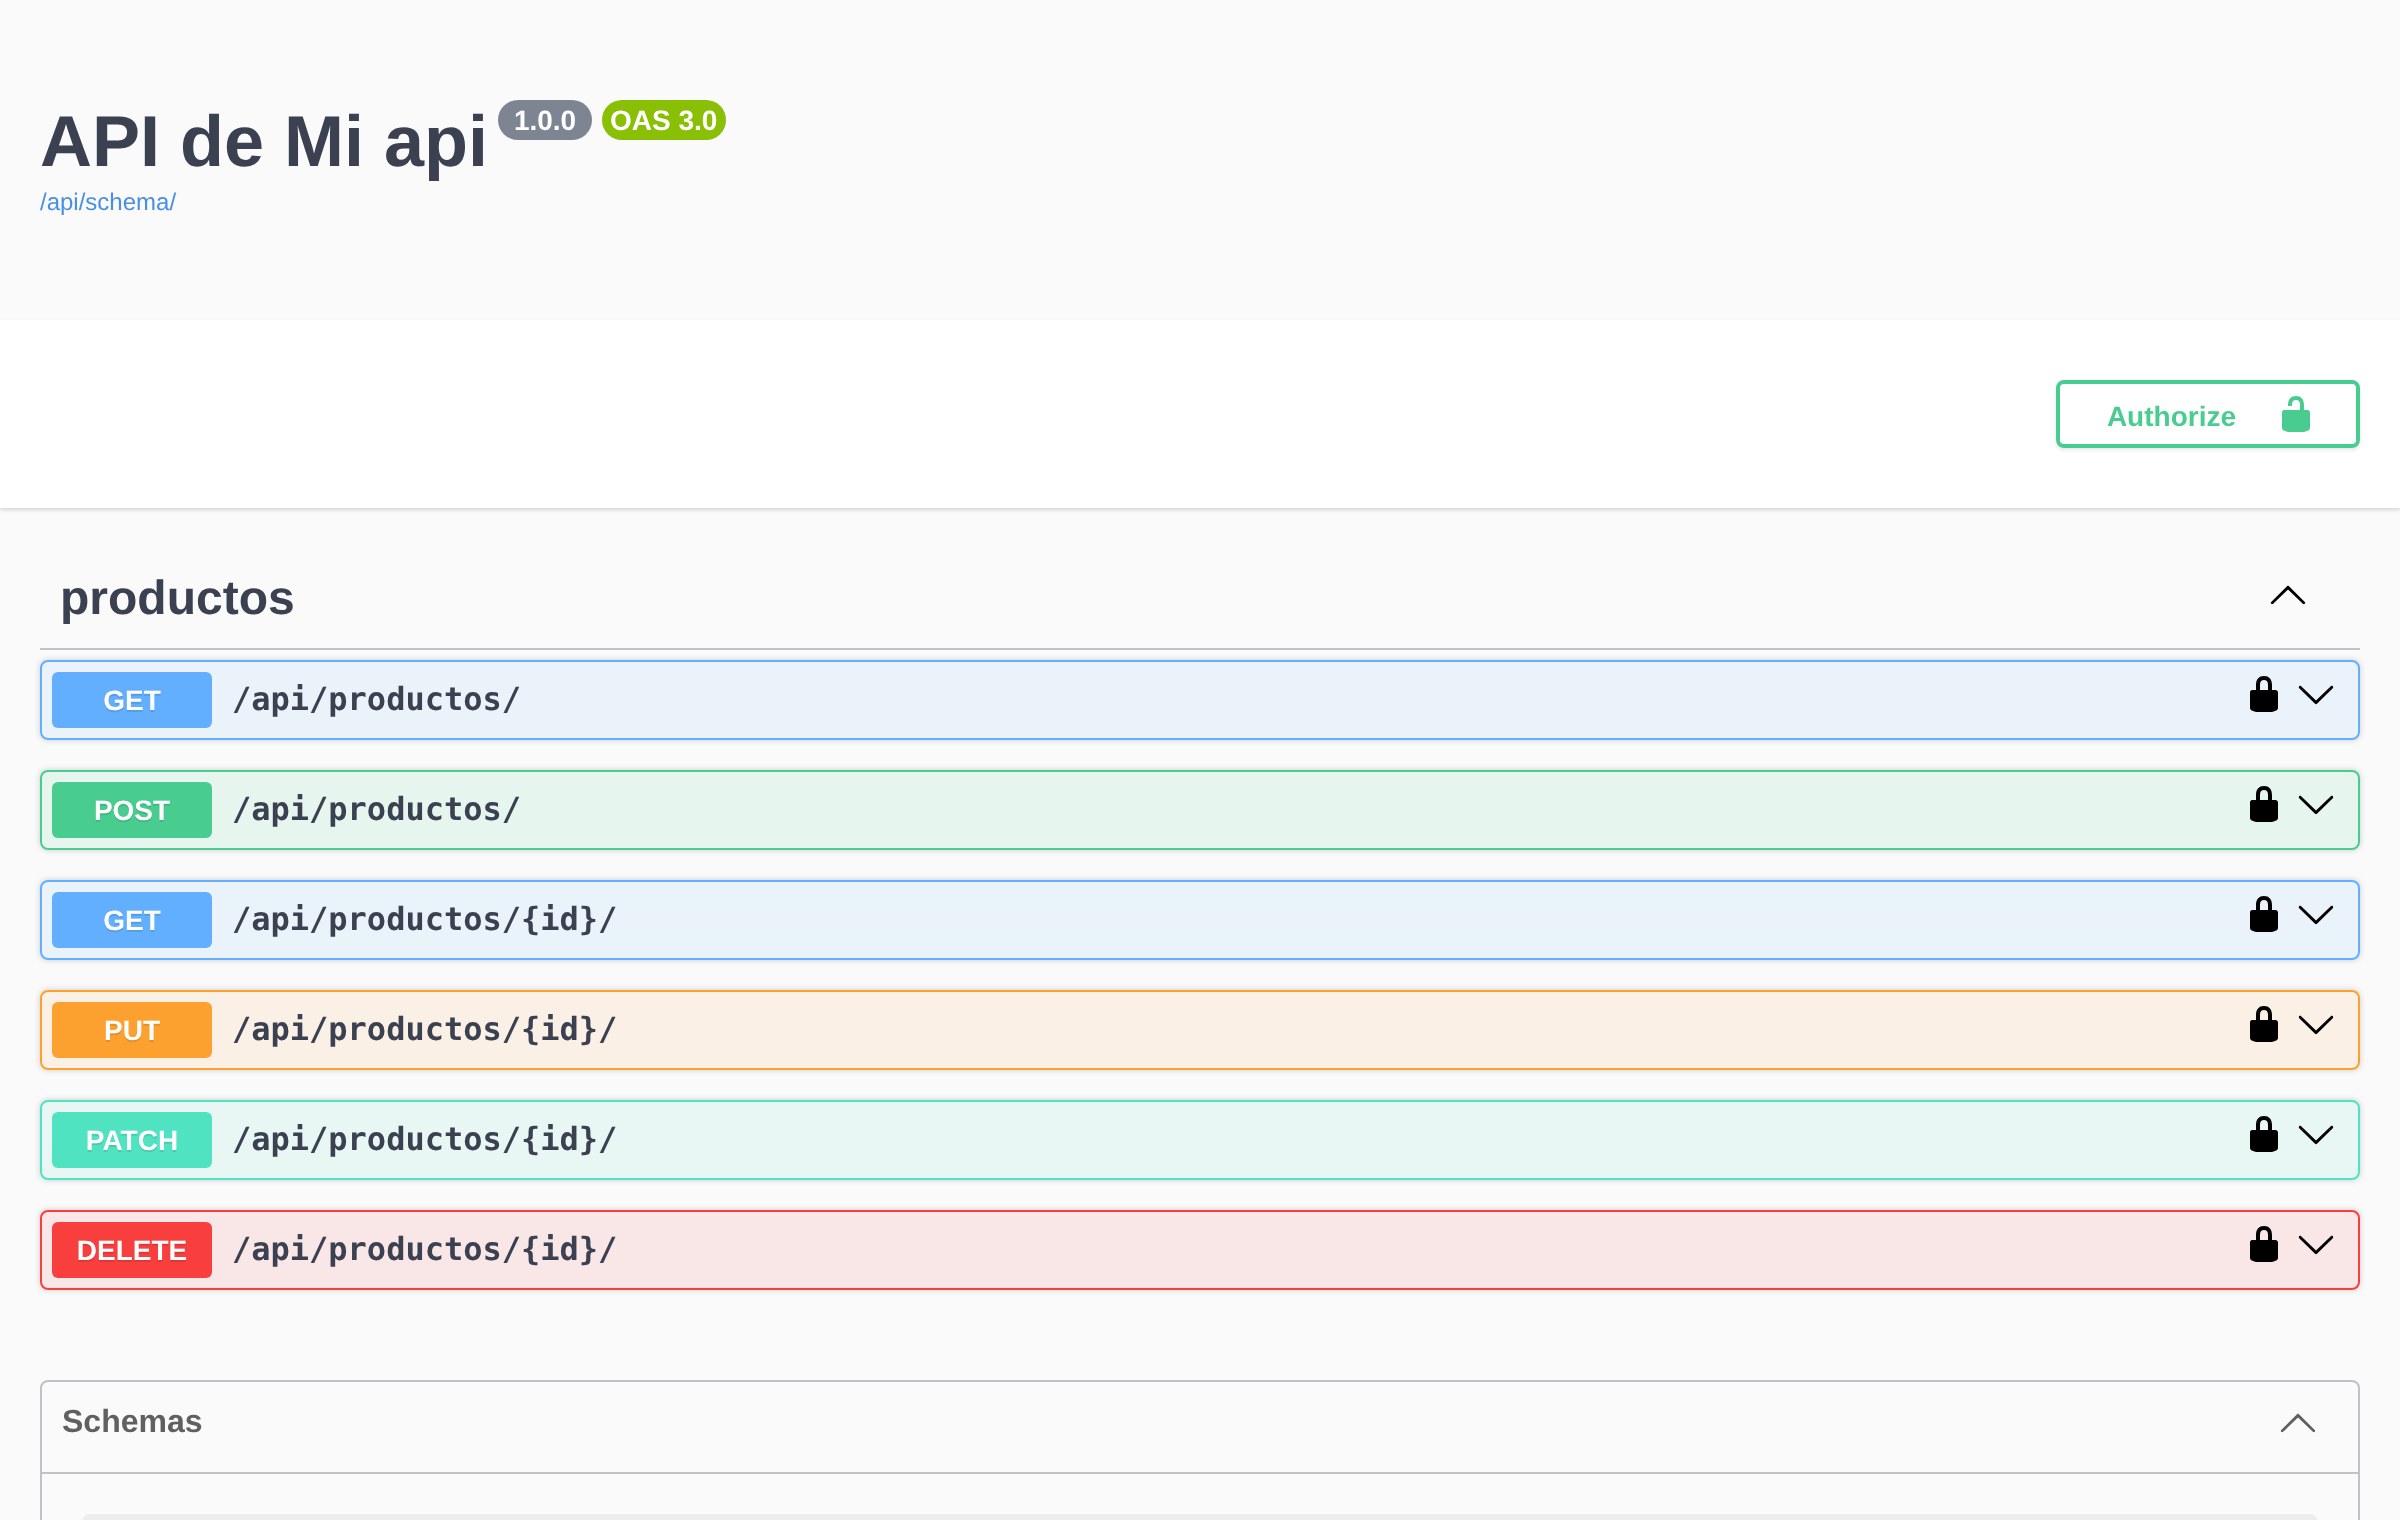 API de Mi api 1.0.0 OAS 3.0
/api/schema/
Authorize
productos
GET /api/productos/
POST /api/productos/
GET /api/productos/{id}/
PUT /api/productos/{id}/
PATCH /api/productos/{id}/
DELETE /api/productos/{id}/
Schemas